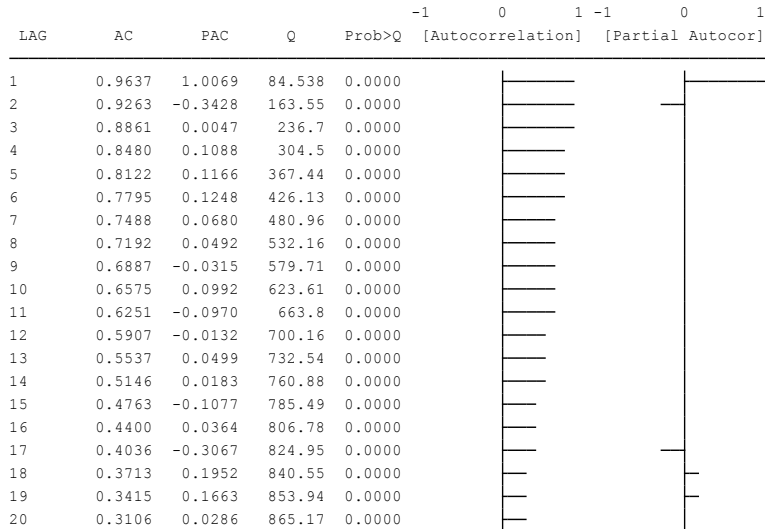 -1 0 1 -1 0 1
LAG AC PAC Q Prob>Q [Autocorrelation] [Partial Autocor]
1 0.9637 1.0069 84.538 0.0000
2 0.9263 -0.3428 163.55 0.0000
3 0.8861 0.0047 236.7 0.0000
4 0.8480 0.1088 304.5 0.0000
5 0.8122 0.1166 367.44 0.0000
6 0.7795 0.1248 426.13 0.0000
7 0.7488 0.0680 480.96 0.0000
8 0.7192 0.0492 532.16 0.0000
9 0.6887 -0.0315 579.71 0.0000
10 0.6575 0.0992 623.61 0.0000
11 0.6251 -0.0970 663.8 0.0000
12 0.5907 -0.0132 700.16 0.0000
13 0.5537 0.0499 732.54 0.0000
14 0.5146 0.0183 760.88 0.0000
15 0.4763 -0.1077 785.49 0.0000
16 0.4400 0.0364 806.78 0.0000
17 0.4036 -0.3067 824.95 0.0000
18 0.3713 0.1952 840.55 0.0000
19 0.3415 0.1663 853.94 0.0000
20 0.3106 0.0286 865.17 0.0000